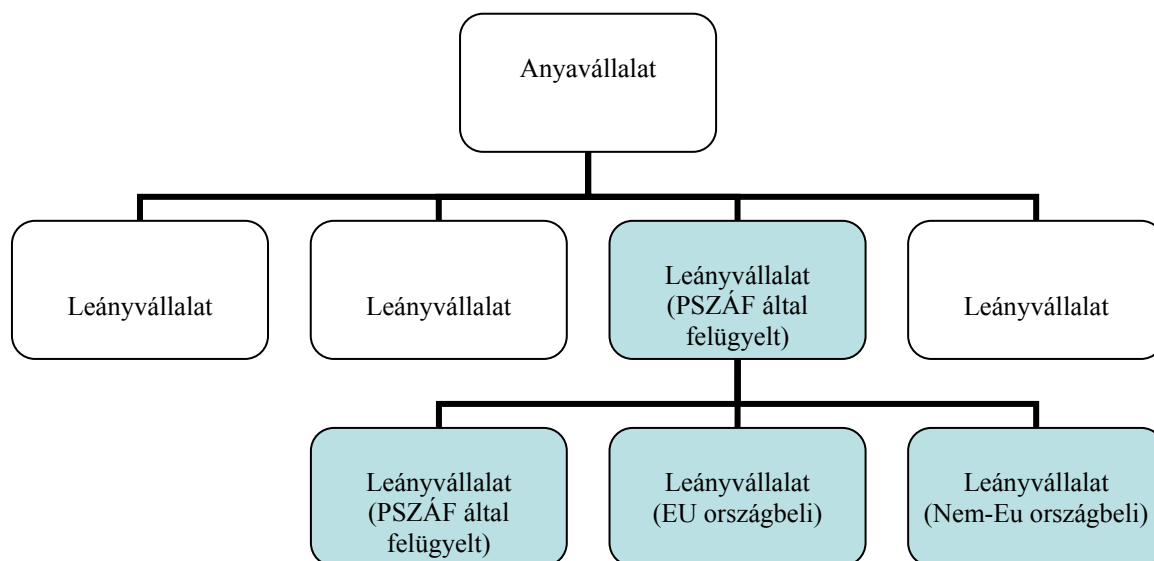 Anyavállalat
Leányvállalat
Leányvállalat
Leányvállalat
(PSZÁF által
felügyelt)
Leányvállalat
Leányvállalat
(PSZÁF által
felügyelt)
Leányvállalat
(EU országbeli)
Leányvállalat
(Nem-Eu országbeli)